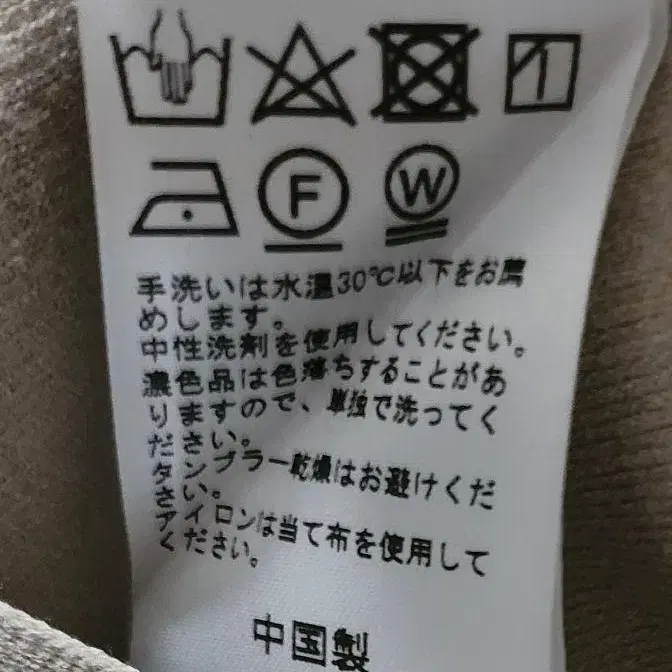 F W
手洗いは水温30℃以下をお薦
めします。
中性洗剤を使用してください。
濃色品は色落ちすることがあ
りますので、単独で洗ってく
ださい。
タンブラー乾燥はお避けくだ
さい。
アイロンは当て布を使用して
ください。
中国製